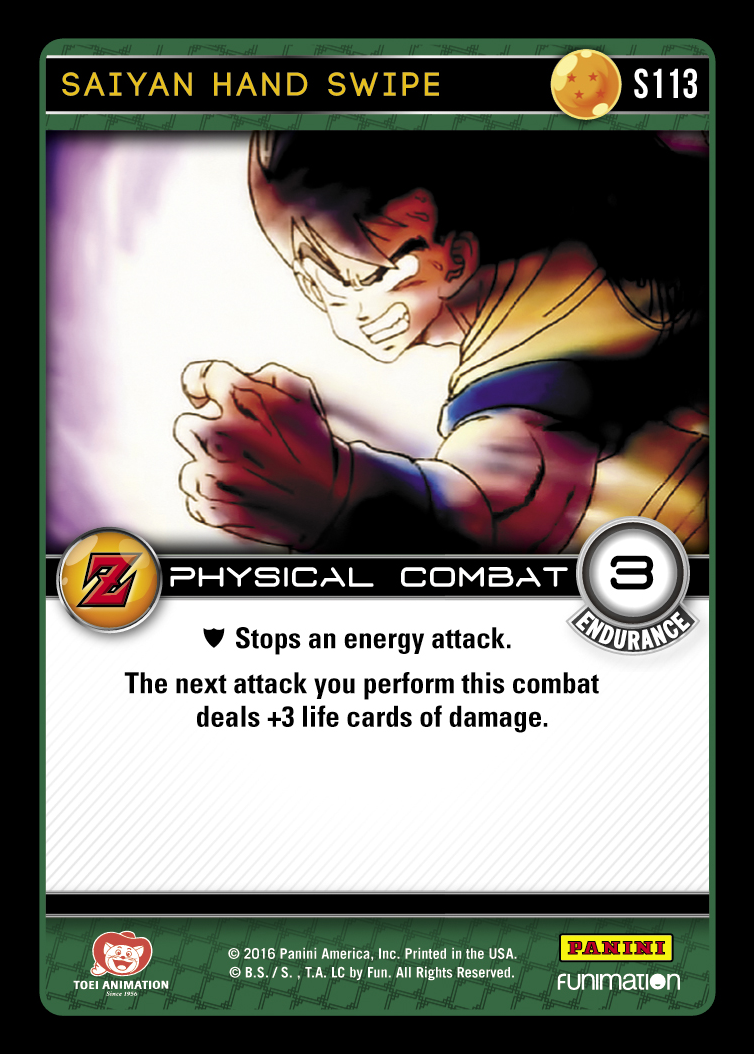 SAIYAN HAND SWIPE
S113
Z PHYSICAL COMBAT 3
ENDURANCE
Stops an energy attack.
The next attack you perform this combat
deals +3 life cards of damage.
TOEI ANIMATION
Since 1956
© 2016 Panini America, Inc. Printed in the USA.
© B.S. / S. , T.A. LC by Fun. All Rights Reserved.
PANINI
FUNIMATION